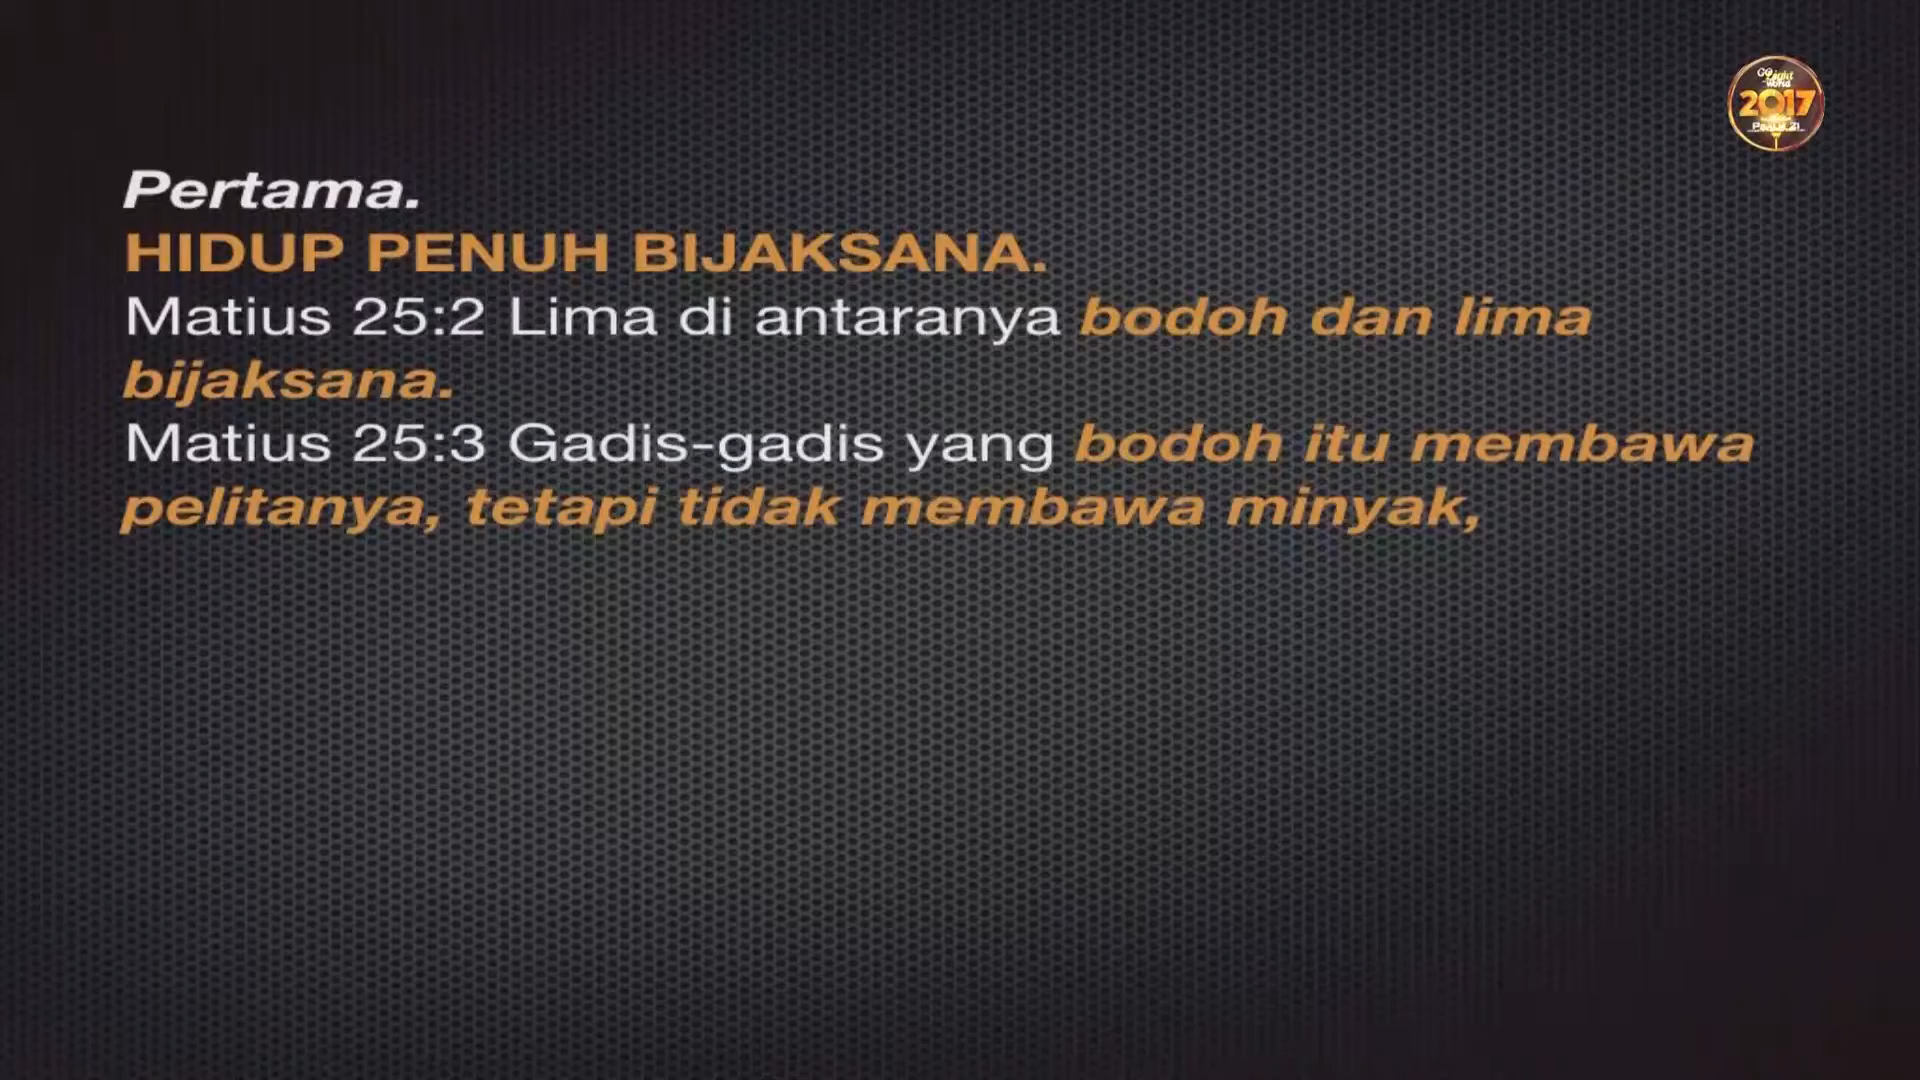 Pertama.
HIDUP PENUH BIJAKSANA.
Matius 25:2 Lima di antaranya bodoh dan lima
bijaksana.
Matius 25:3 Gadis-gadis yang bodoh itu membawa
pelitanya, tetapi tidak membawa minyak,
2017